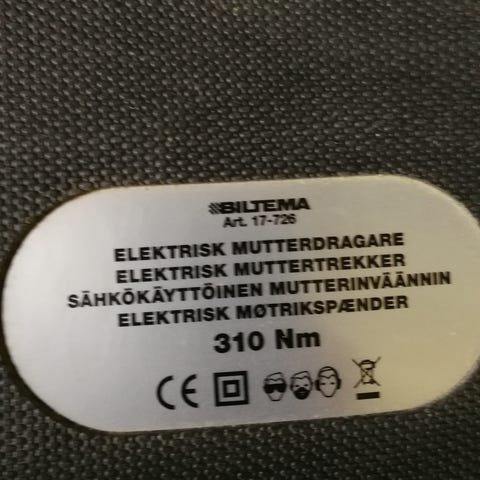 BILTEMA
Art. 17-726
ELEKTRISK MUTTERDRAGARE
ELEKTRISK MUTTERTREKKER
SÄHKÖKÄYTTÖINEN MUTTERINVÄÄNNIN
ELEKTRISK MØTRIKSPÆNDER
310 Nm
CE